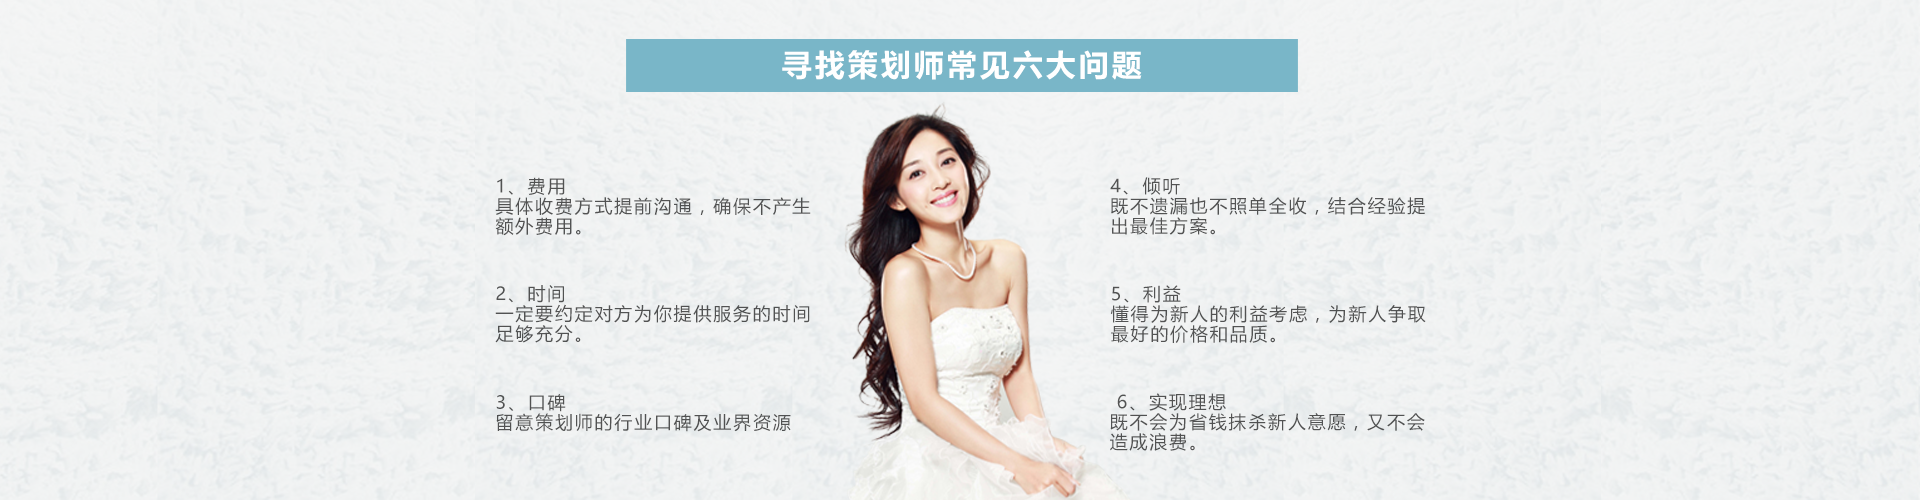 寻找策划师常见六大问题
1、费用
具体收费方式提前沟通，确保不产生
额外费用。
2、时间
一定要约定对方为你提供服务的时间
足够充分。
3、口碑
留意策划师的行业口碑及业界资源
4、倾听
既不遗漏也不照单全收，结合经验提
出最佳方案。
5、利益
懂得为新人的利益考虑，为新人争取
最好的价格和品质。
6、实现理想
既不会为省钱抹杀新人意愿，又不会
造成浪费。